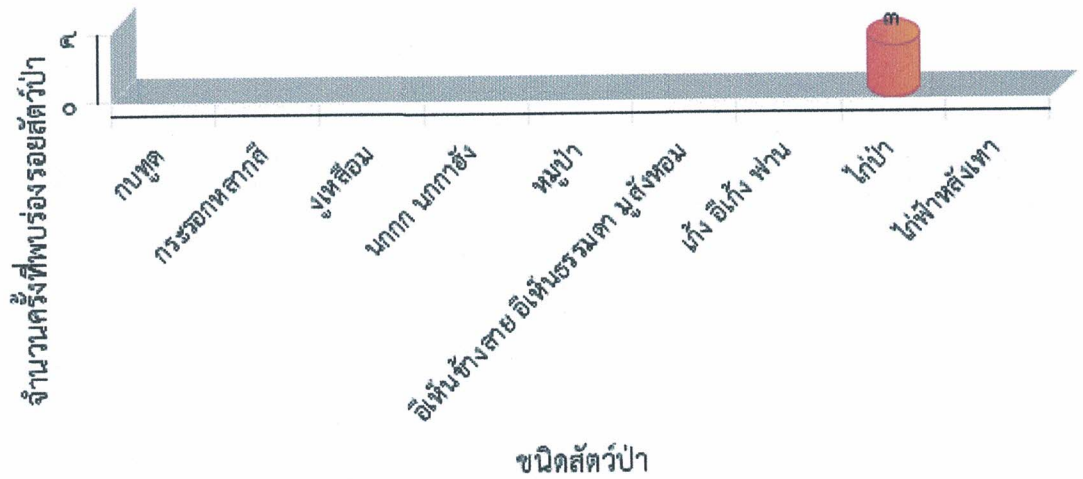 จำนวนครั้งที่พบร่องรอยสัตว์ป่า
๓
๐
กบทูด
กระรอกหลากสี
งูเหลือม
นกกก นกกาฮัง
หมูป่า
อีเห็นข้างลาย อีเห็นธรรมดา มูสังหอม
เก้ง อีเก้ง ฟาน
ไก่ป่า
ไก่ฟ้าหลังเทา
ชนิดสัตว์ป่า